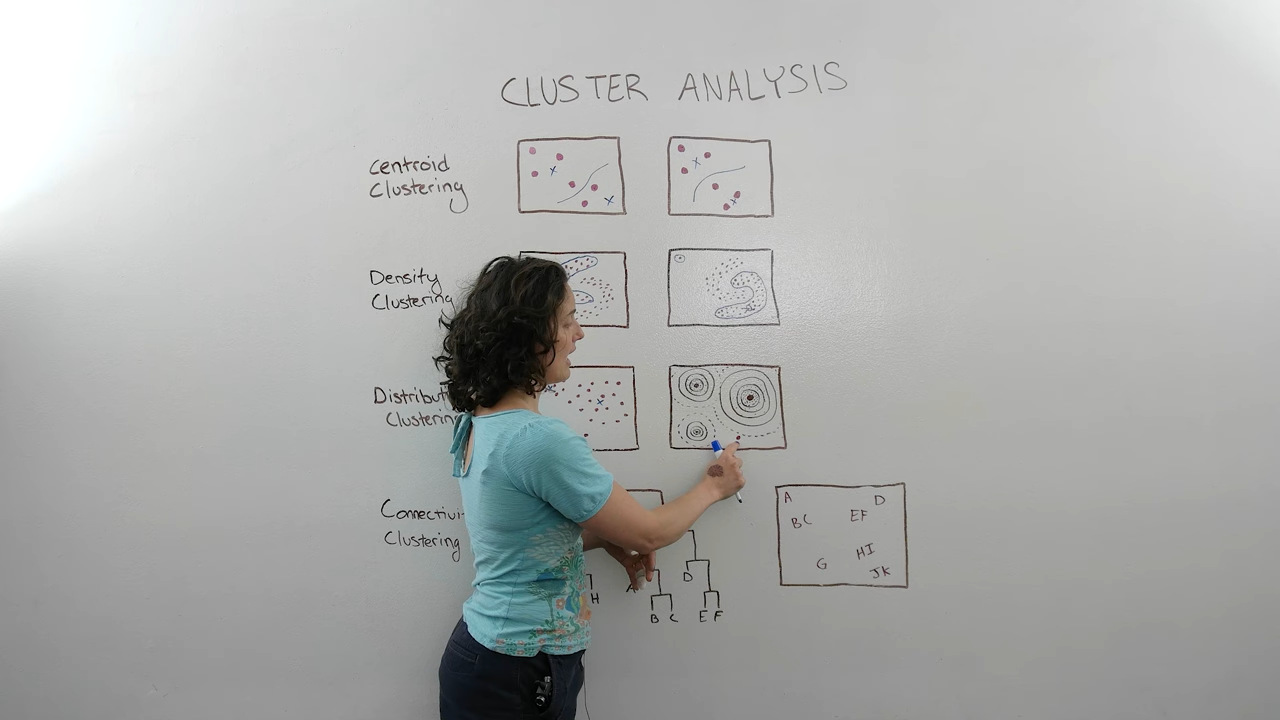 CLUSTER ANALYSIS
Centroid
Clustering
Density
Clustering
Clustering
Clustering
A D
BC EF
HI
G
JK
D
H
B C E F